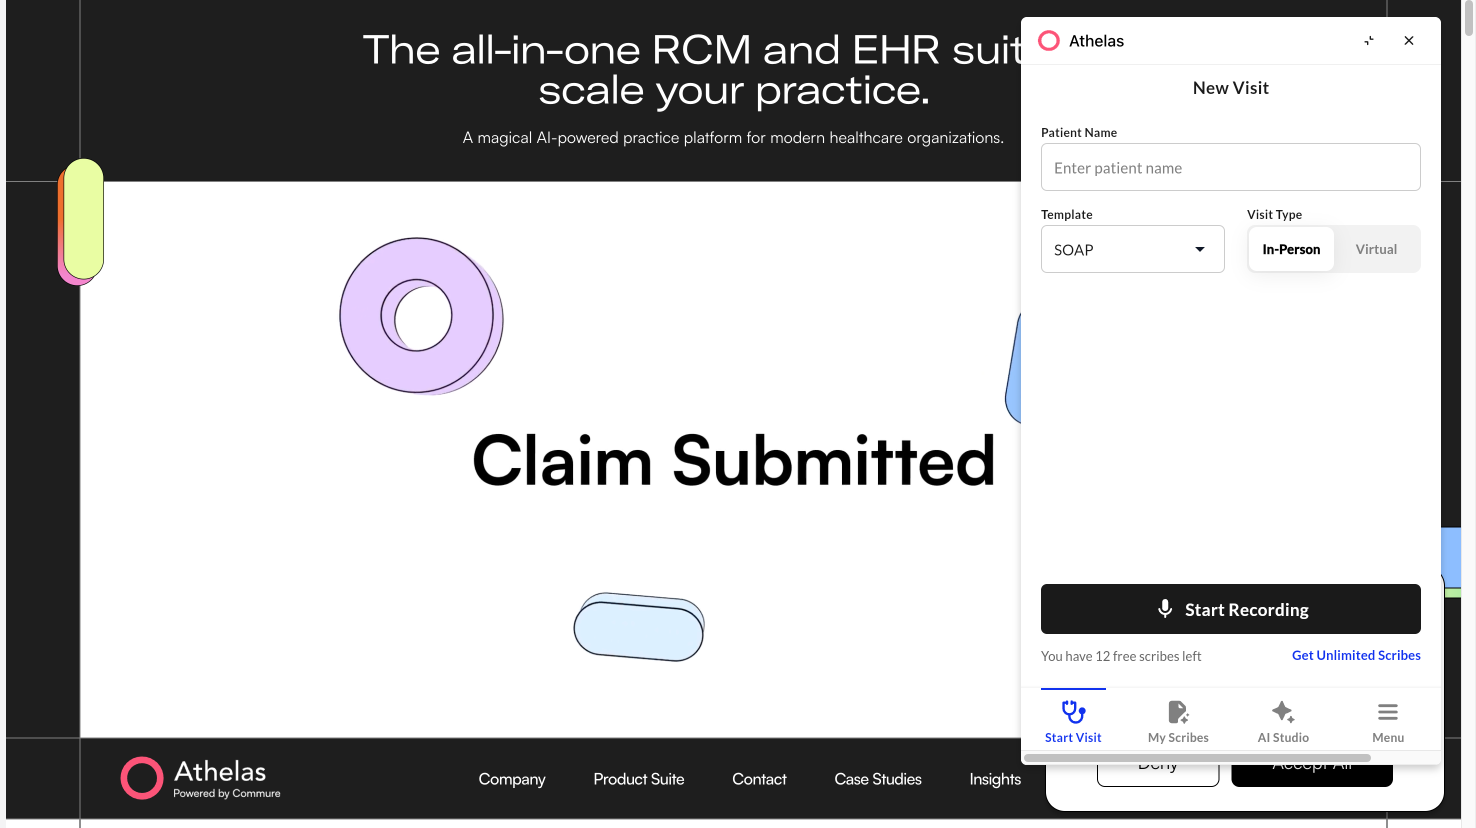 The all-in-one RCM and EHR suit
scale your practice.
A magical AI-powered practice platform for modern healthcare organizations.
Claim Submitted
Athelas
Powered by Commure
Company
Product Suite
Contact
Case Studies
Insights
Athelas
New Visit
Patient Name
Enter patient name
Template
Visit Type
SOAP
In-Person
Virtual
Start Recording
You have 12 free scribes left
Get Unlimited Scribes
Start Visit
My Scribes
AI Studio
Menu
Deny
Accept All